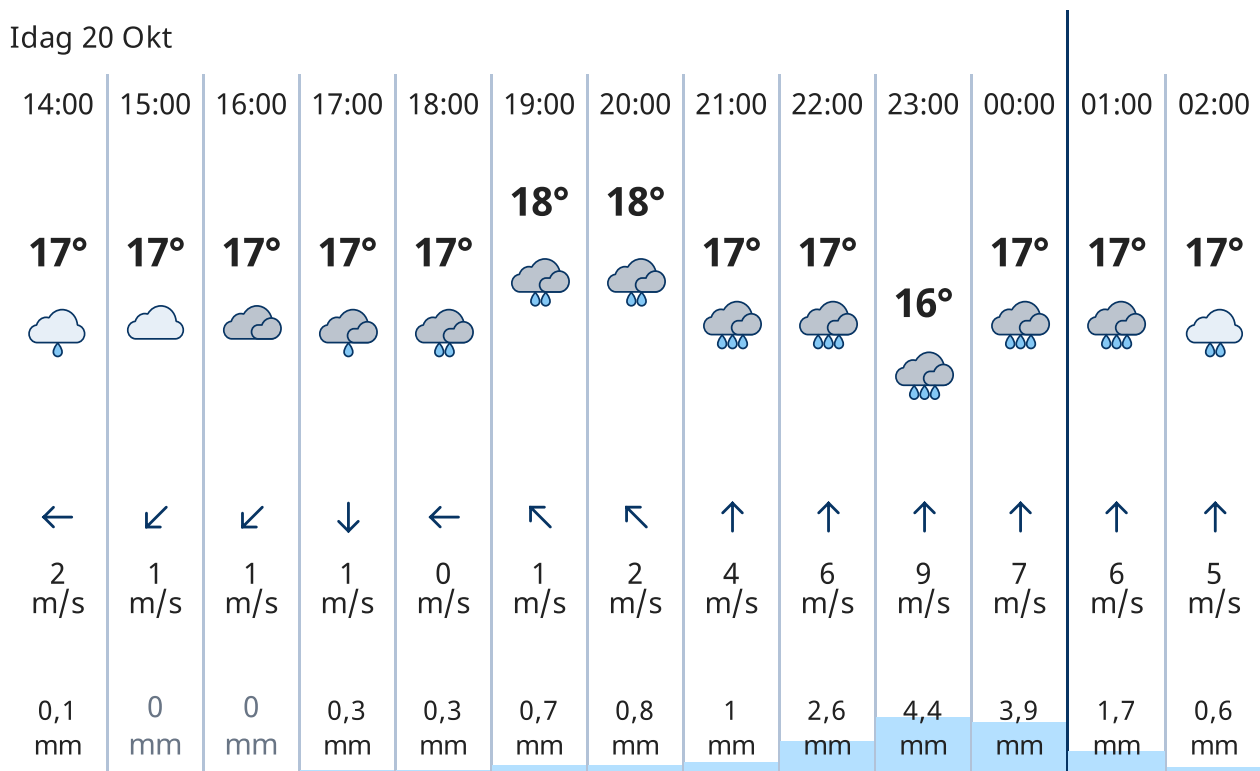 Idag 20 Okt
14:00 15:00 16:00 17:00 18:00 19:00 20:00 21:00 22:00 23:00 00:00 01:00 02:00
17° 17° 17° 17° 17° 18° 18° 17° 17° 16° 17° 17° 17°
2 1 1 1 0 1 2 4 6 9 7 6 5
m/s m/s m/s m/s m/s m/s m/s m/s m/s m/s m/s m/s m/s
0,1 0 0 0,3 0,3 0,7 0,8 1 2,6 4,4 3,9 1,7 0,6
mm mm mm mm mm mm mm mm mm mm mm mm mm